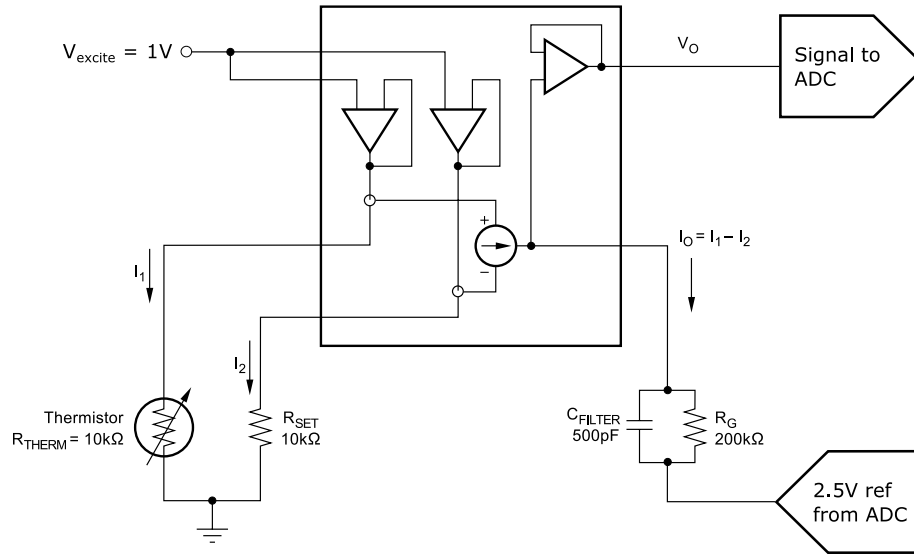 V_excite = 1V
V_O
Signal to
ADC
+
I_O = I_1 – I_2
–
I_1
I_2
Thermistor
R_THERM = 10kΩ
R_SET
10kΩ
C_FILTER
500pF
R_G
200kΩ
2.5V ref
from ADC